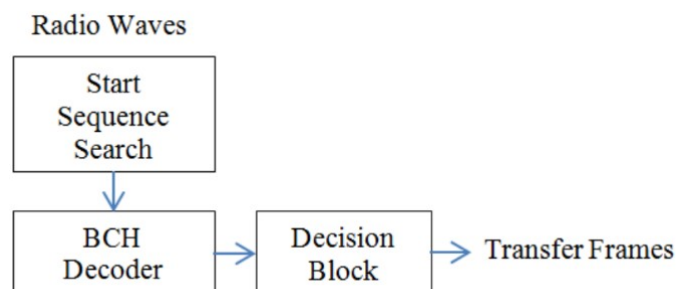 Radio Waves
Start
Sequence
Search
BCH
Decoder
Decision
Block
Transfer Frames